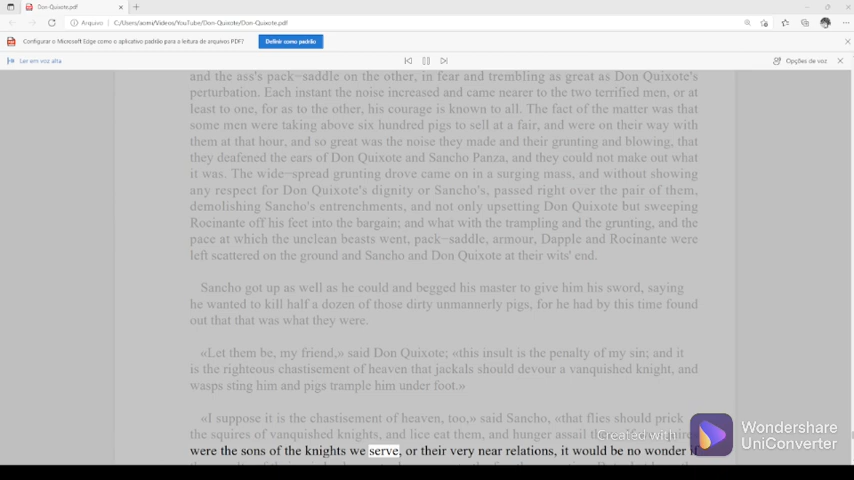 Don-Quixote.pdf
Arquivo | C:/Users/xoms/Videos/YouTube/Don-Quixote/Don-Quixote.pdf
Configurar o Microsoft Edge como o aplicativo padrão para a leitura de arquivos PDF? Definir como padrão
Ler em voz alta Opções de voz
and the ass's pack-saddle on the other, in fear and trembling as great as Don Quixote's
perturbation. Each instant the noise increased and came nearer to the two terrified men, or at
least to one, for as to the other, his courage is known to all. The fact of the matter was that
some men were taking above six hundred pigs to sell at a fair, and were on their way with
them at that hour, and so great was the noise they made and their grunting and blowing, that
they deafened the ears of Don Quixote and Sancho Panza, and they could not make out what
it was. The wide-spread grunting drove came on in a surging mass, and without showing
any respect for Don Quixote's dignity or Sancho's, passed right over the pair of them,
demolishing Sancho's entrenchments, and not only upsetting Don Quixote but sweeping
Rocinante off his feet into the bargain; and what with the trampling and the grunting, and the
pace at which the unclean beasts went, pack-saddle, armour, Dapple and Rocinante were
left scattered on the ground and Sancho and Don Quixote at their wits' end.
Sancho got up as well as he could and begged his master to give him his sword, saying
he wanted to kill half a dozen of those dirty unmannerly pigs, for he had by this time found
out that that was what they were.
«Let them be, my friend,» said Don Quixote; «this insult is the penalty of my sin; and it
is the righteous chastisement of heaven that jackals should devour a vanquished knight, and
wasps sting him and pigs trample him under foot.»
«I suppose it is the chastisement of heaven, too,» said Sancho, «that flies should prick
the squires of vanquished knights, and lice eat them, and hunger assail
were the sons of the knights we serve, or their very near relations, it would be no wonder if
Created with Wondershare
UniConverter